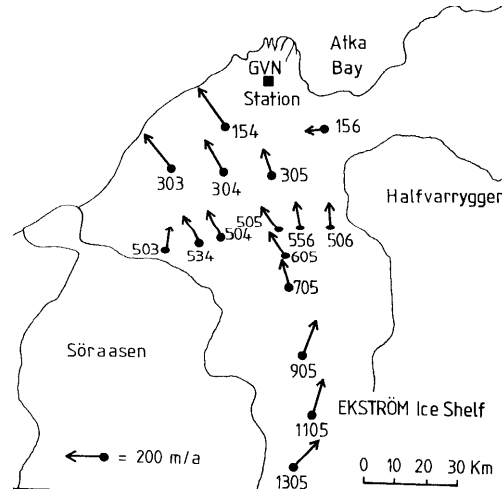 Atka
Bay
GVN
Station
154
156
303
304
305
Halfvarryggen
505
503
534
504
556
506
605
705
Söraasen
905
EKSTRÖM Ice Shelf
1105
= 200 m/a
1305
0 10 20 30 Km